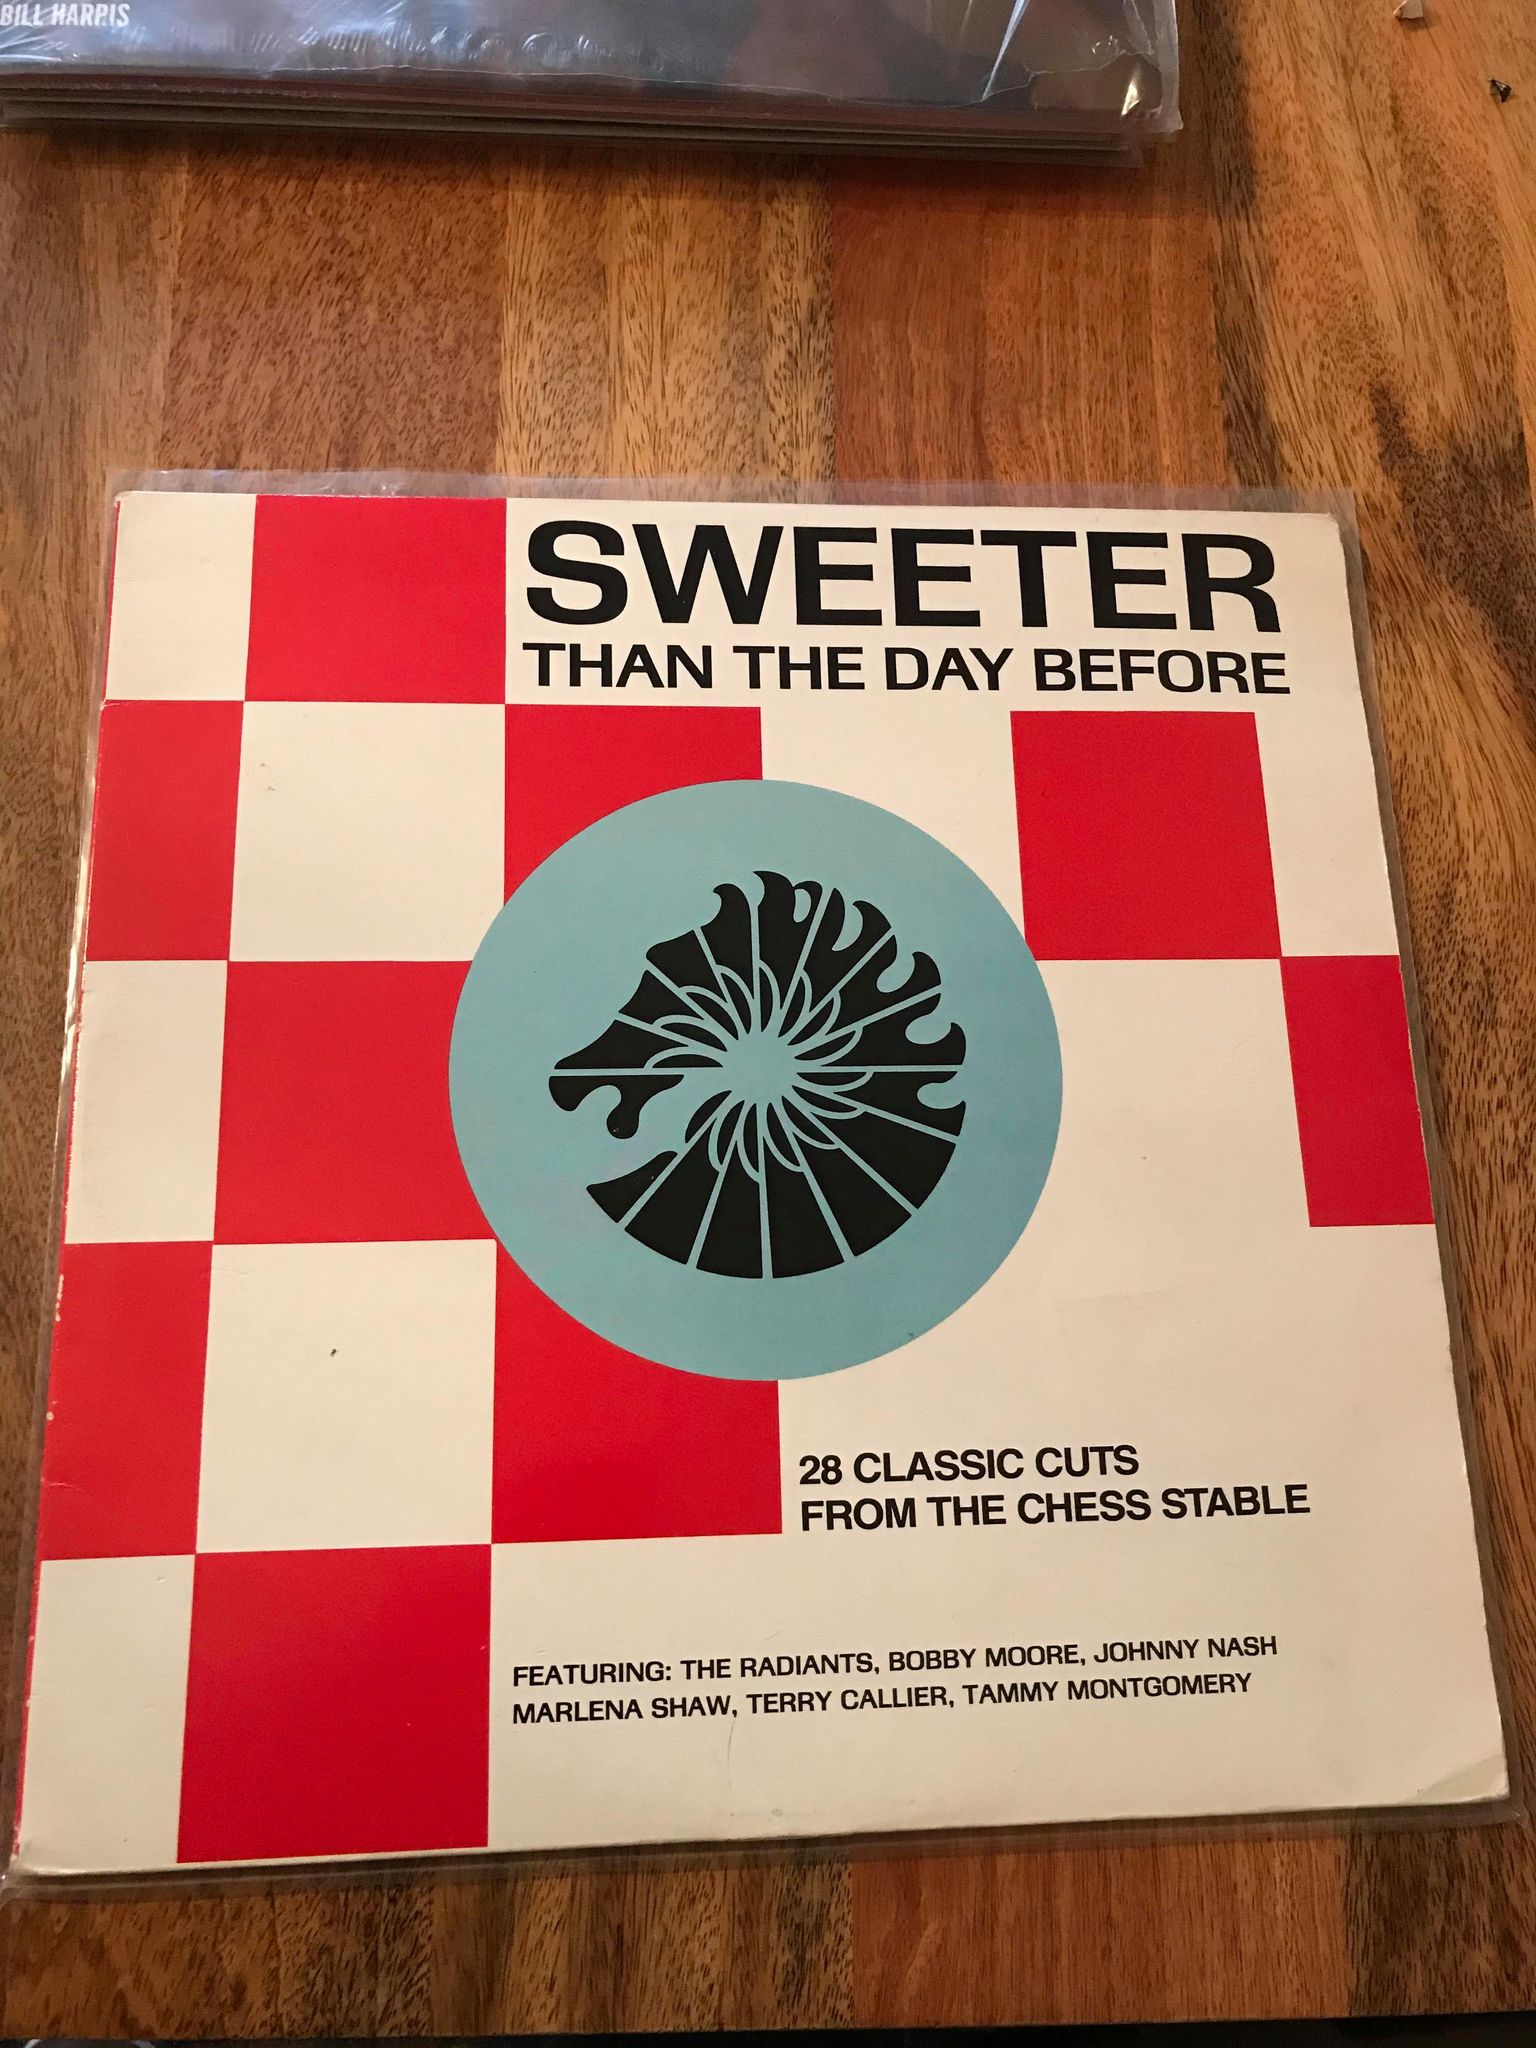 BILL HARRIS
SWEETER
THAN THE DAY BEFORE
28 CLASSIC CUTS
FROM THE CHESS STABLE
FEATURING: THE RADIANTS, BOBBY MOORE, JOHNNY NASH
MARLENA SHAW, TERRY CALLIER, TAMMY MONTGOMERY